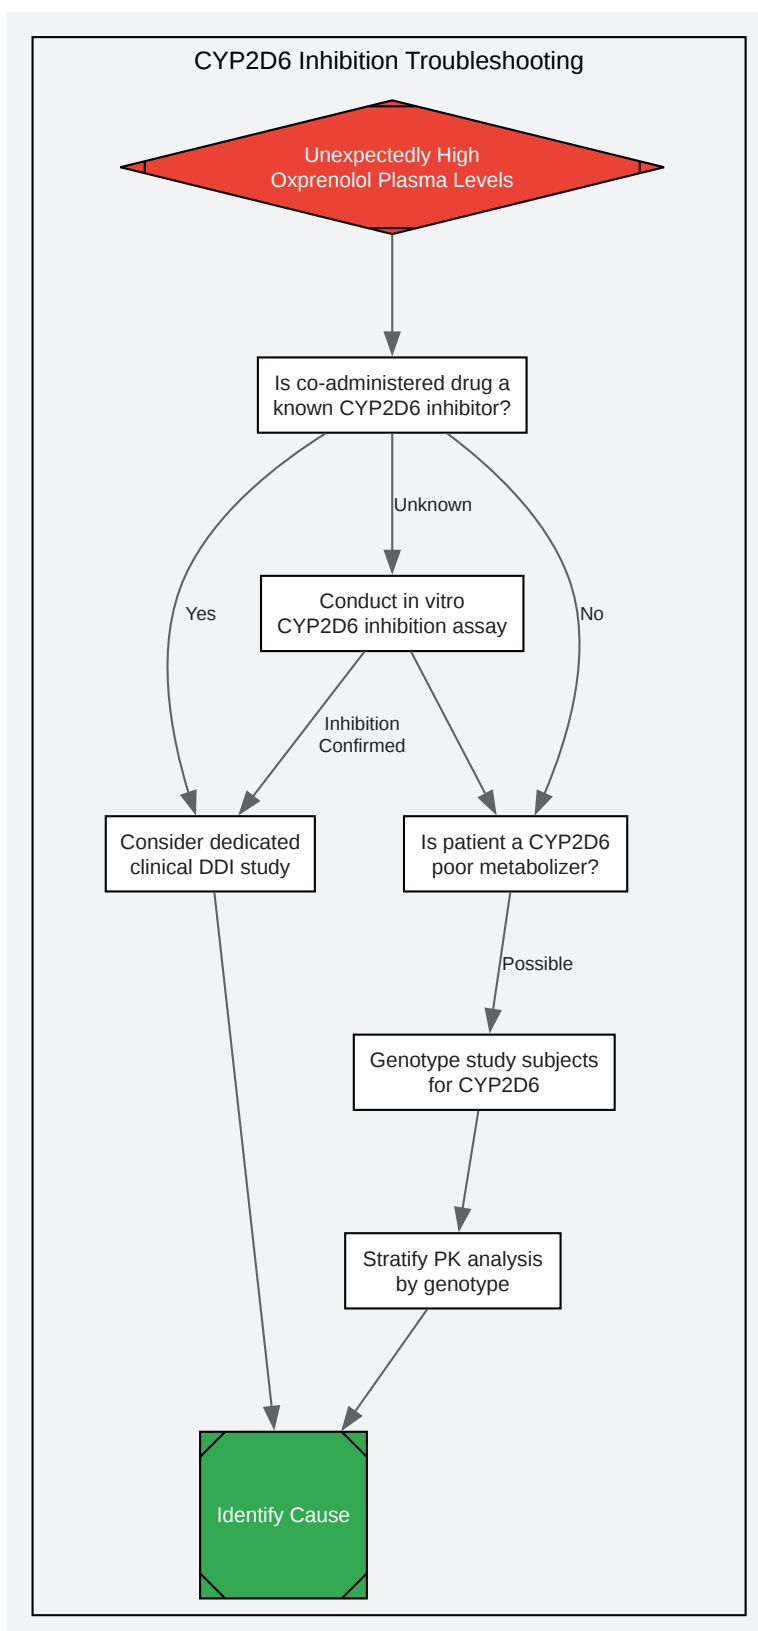 CYP2D6 Inhibition Troubleshooting
Unexpectedly High
Oxprenolol Plasma Levels
Is co-administered drug a
known CYP2D6 inhibitor?
Unknown
Conduct in vitro
CYP2D6 inhibition assay
Yes
No
Inhibition
Confirmed
Consider dedicated
clinical DDI study
Is patient a CYP2D6
poor metabolizer?
Possible
Genotype study subjects
for CYP2D6
Stratify PK analysis
by genotype
Identify Cause